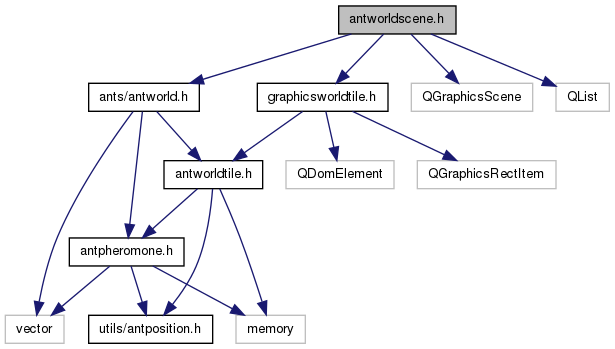 antworldscene.h
ants/antworld.h
graphicsworldtile.h
QGraphicsScene
QList
antworldtile.h
QDomElement
QGraphicsRectItem
antpheromone.h
vector
utils/antposition.h
memory